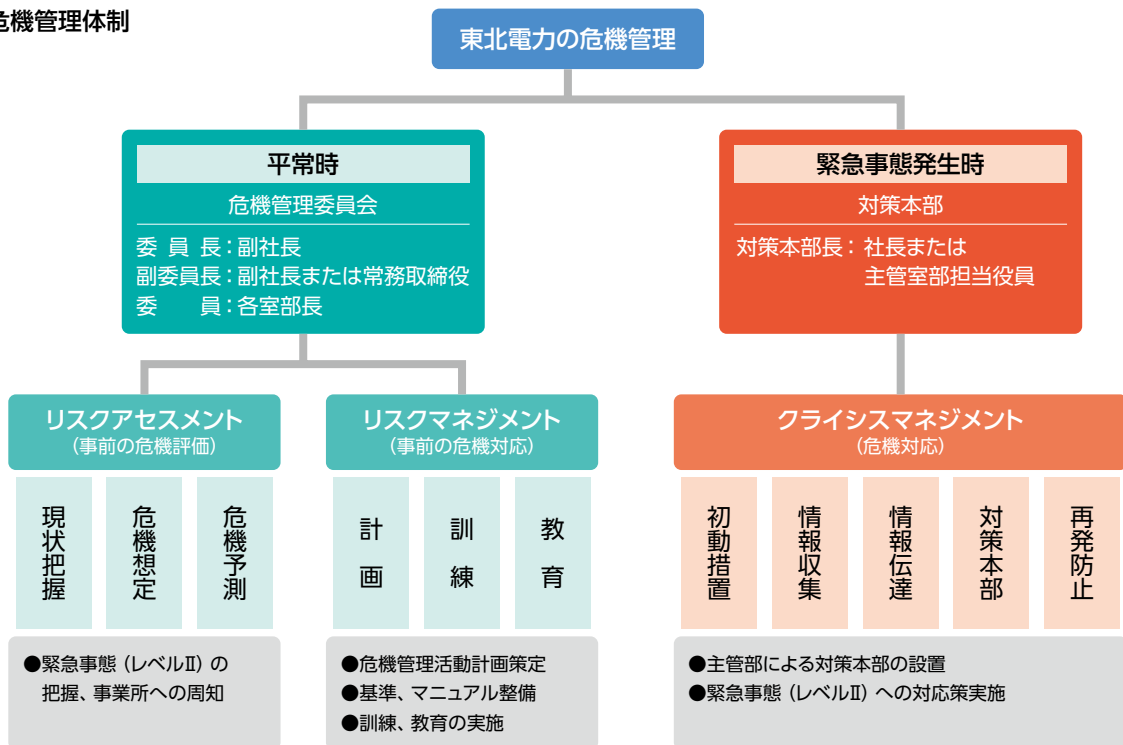 危機管理体制
東北電力の危機管理
平常時
危機管理委員会
委員長：副社長
副委員長：副社長または常務取締役
委員：各室部長
緊急事態発生時
対策本部
対策本部長：社長または
主管室部担当役員
リスクアセスメント
（事前の危機評価）
現状把握
危機想定
危機予測
●緊急事態（レベルⅡ）の
把握、事業所への周知
リスクマネジメント
（事前の危機対応）
計画
訓練
教育
●危機管理活動計画策定
●基準、マニュアル整備
●訓練、教育の実施
クライシスマネジメント
（危機対応）
初動措置
情報収集
情報伝達
対策本部
再発防止
●主管部による対策本部の設置
●緊急事態（レベルⅡ）への対応策実施